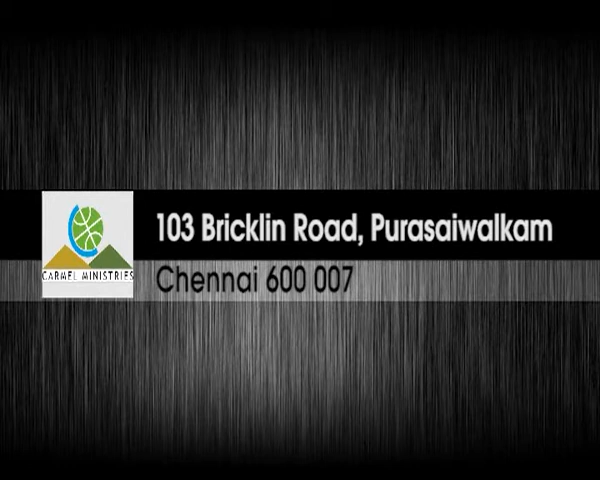 103 Bricklin Road, Purasaiwalkam
CARMEL MINISTRIES
Chennai 600 007